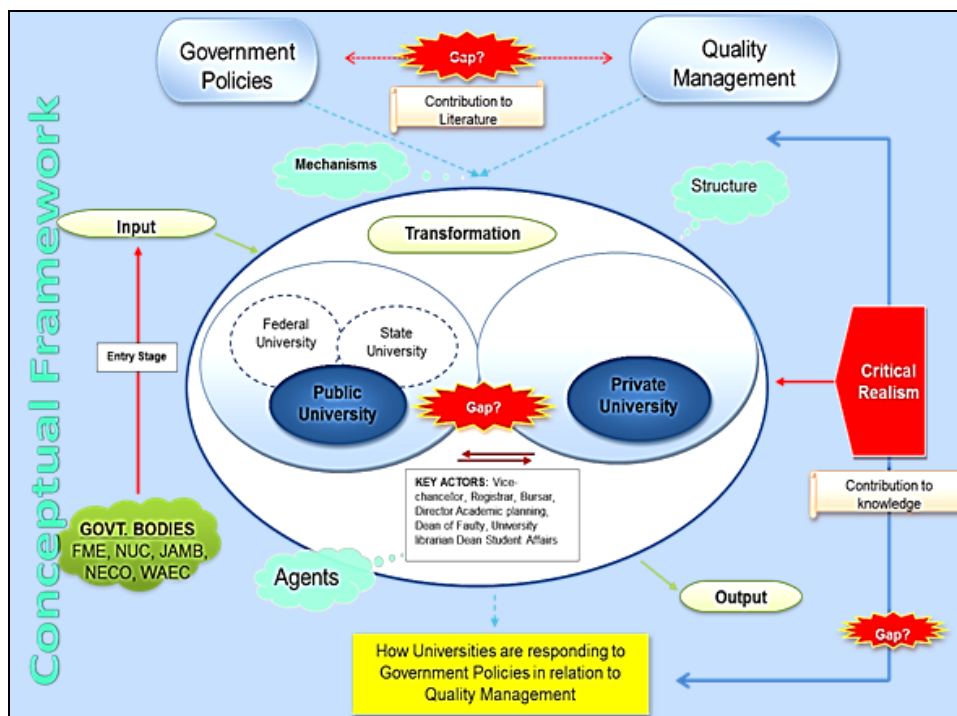 Conceptual Framework
Government
Policies
Gap?
Quality
Management
Contribution to
Literature
Mechanisms
Structure
Input
Transformation
Federal
University
State
University
Entry Stage
Public
University
Gap?
Private
University
Critical
Realism
KEY ACTORS: Vice-
chancelor, Registrar, Bursar,
Director Academic planning,
Dean of Faulty, University
librarian Dean Student Affairs
Contribution to
knowledge
GOVT. BODIES
FME, NUC, JAMB,
NECO, WAEC
Agents
Output
Gap?
How Universities are responding to
Government Policies in relation to
Quality Management